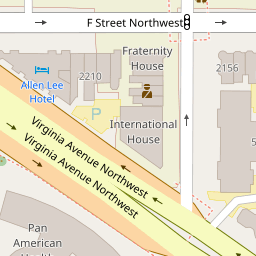 F Street Northwest
Fraternity
House
2210
2156
Allen Lee
Hotel
P
International
House
Virginia Avenue Northwest
Virginia Avenue Northwest
5
Pan
American